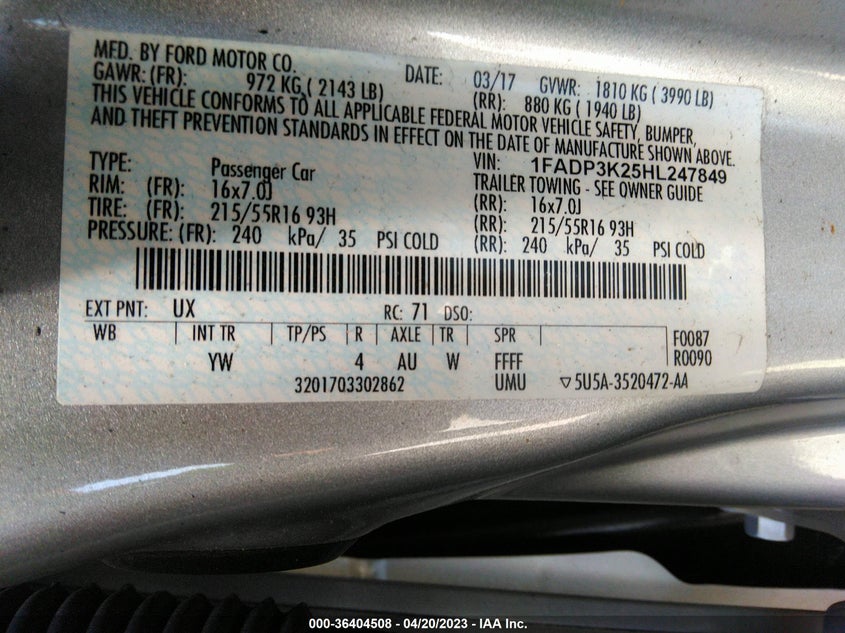 MFD. BY FORD MOTOR CO.
DATE: 03/17 GVWR: 1810 KG ( 3990 LB)
GAWR: (FR): 972 KG ( 2143 LB) (RR): 880 KG ( 1940 LB)
THIS VEHICLE CONFORMS TO ALL APPLICABLE FEDERAL MOTOR VEHICLE SAFETY, BUMPER,
AND THEFT PREVENTION STANDARDS IN EFFECT ON THE DATE OF MANUFACTURE SHOWN ABOVE.
VIN: 1FADP3K25HL247849
TYPE: Passenger Car TRAILER TOWING - SEE OWNER GUIDE
RIM: (FR): 16x7.0J (RR): 16x7.0J
TIRE: (FR): 215/55R16 93H (RR): 215/55R16 93H
PRESSURE: (FR): 240 kPa/ 35 PSI COLD (RR): 240 kPa/ 35 PSI COLD
EXT PNT: UX RC: 71 DSO:
WB INT TR TP/PS R AXLE TR SPR F0087
YW 4 AU W FFFF R0090
3201703302862 UMU ▽5U5A-3520472-AA
000-36404508 - 04/20/2023 - IAA Inc.